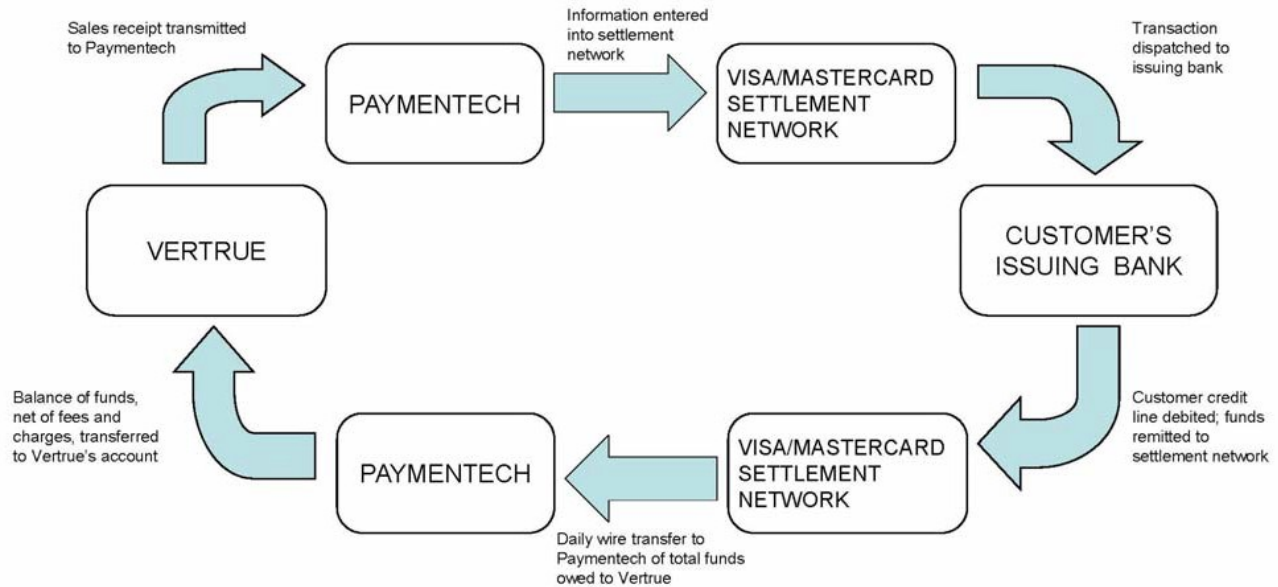 Sales receipt transmitted
to Paymentech
PAYMENTECH
Information entered
into settlement
network
VISA/MASTERCARD
SETTLEMENT
NETWORK
Transaction
dispatched to
issuing bank
CUSTOMER'S
ISSUING BANK
Customer credit
line debited; funds
remitted to
settlement network
VISA/MASTERCARD
SETTLEMENT
NETWORK
Daily wire transfer to
Paymentech of total funds
owed to Vertrue
PAYMENTECH
Balance of funds,
net of fees and
charges, transferred
to Vertrue's account
VERTRUE